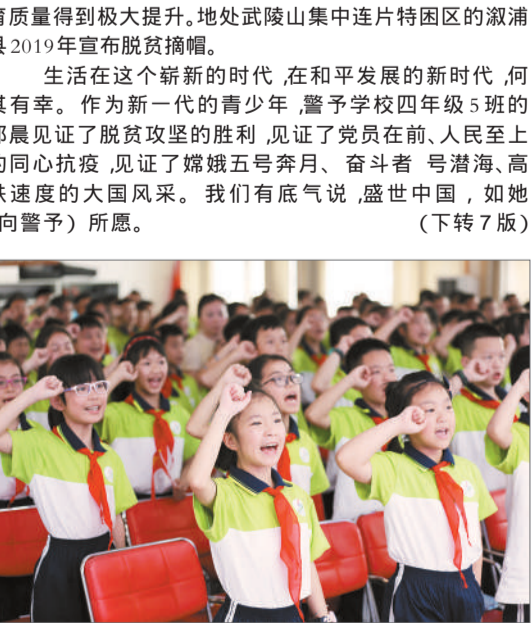 质量得到极大提升。地处武陵山集中连片特困区的溆浦
2019年宣布脱贫摘帽。
生活在这个崭新的时代,在和平发展的新时代,何
有幸。作为新一代的青少年,警予学校四年级5班的
晨见证了脱贫攻坚的胜利,见证了党员在前、人民至上
同心抗疫,见证了嫦娥五号奔月、奋斗者 号潜海、高
速度的大国风采。我们有底气说,盛世中国,如她
向警予)所愿。 (下转7版)